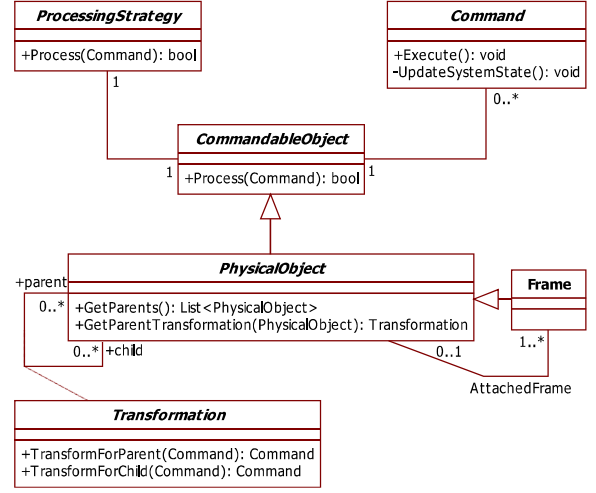 ProcessingStrategy
+Process(Command): bool
Command
+Execute(): void
-UpdateSystemState(): void
1
0..*
CommandableObject
+Process(Command): bool
1
1
PhysicalObject
+GetParents(): List<PhysicalObject>
+GetParentTransformation(PhysicalObject): Transformation
Frame
+parent
0..*
0..*
+child
0..1
1..*
AttachedFrame
Transformation
+TransformForParent(Command): Command
+TransformForChild(Command): Command